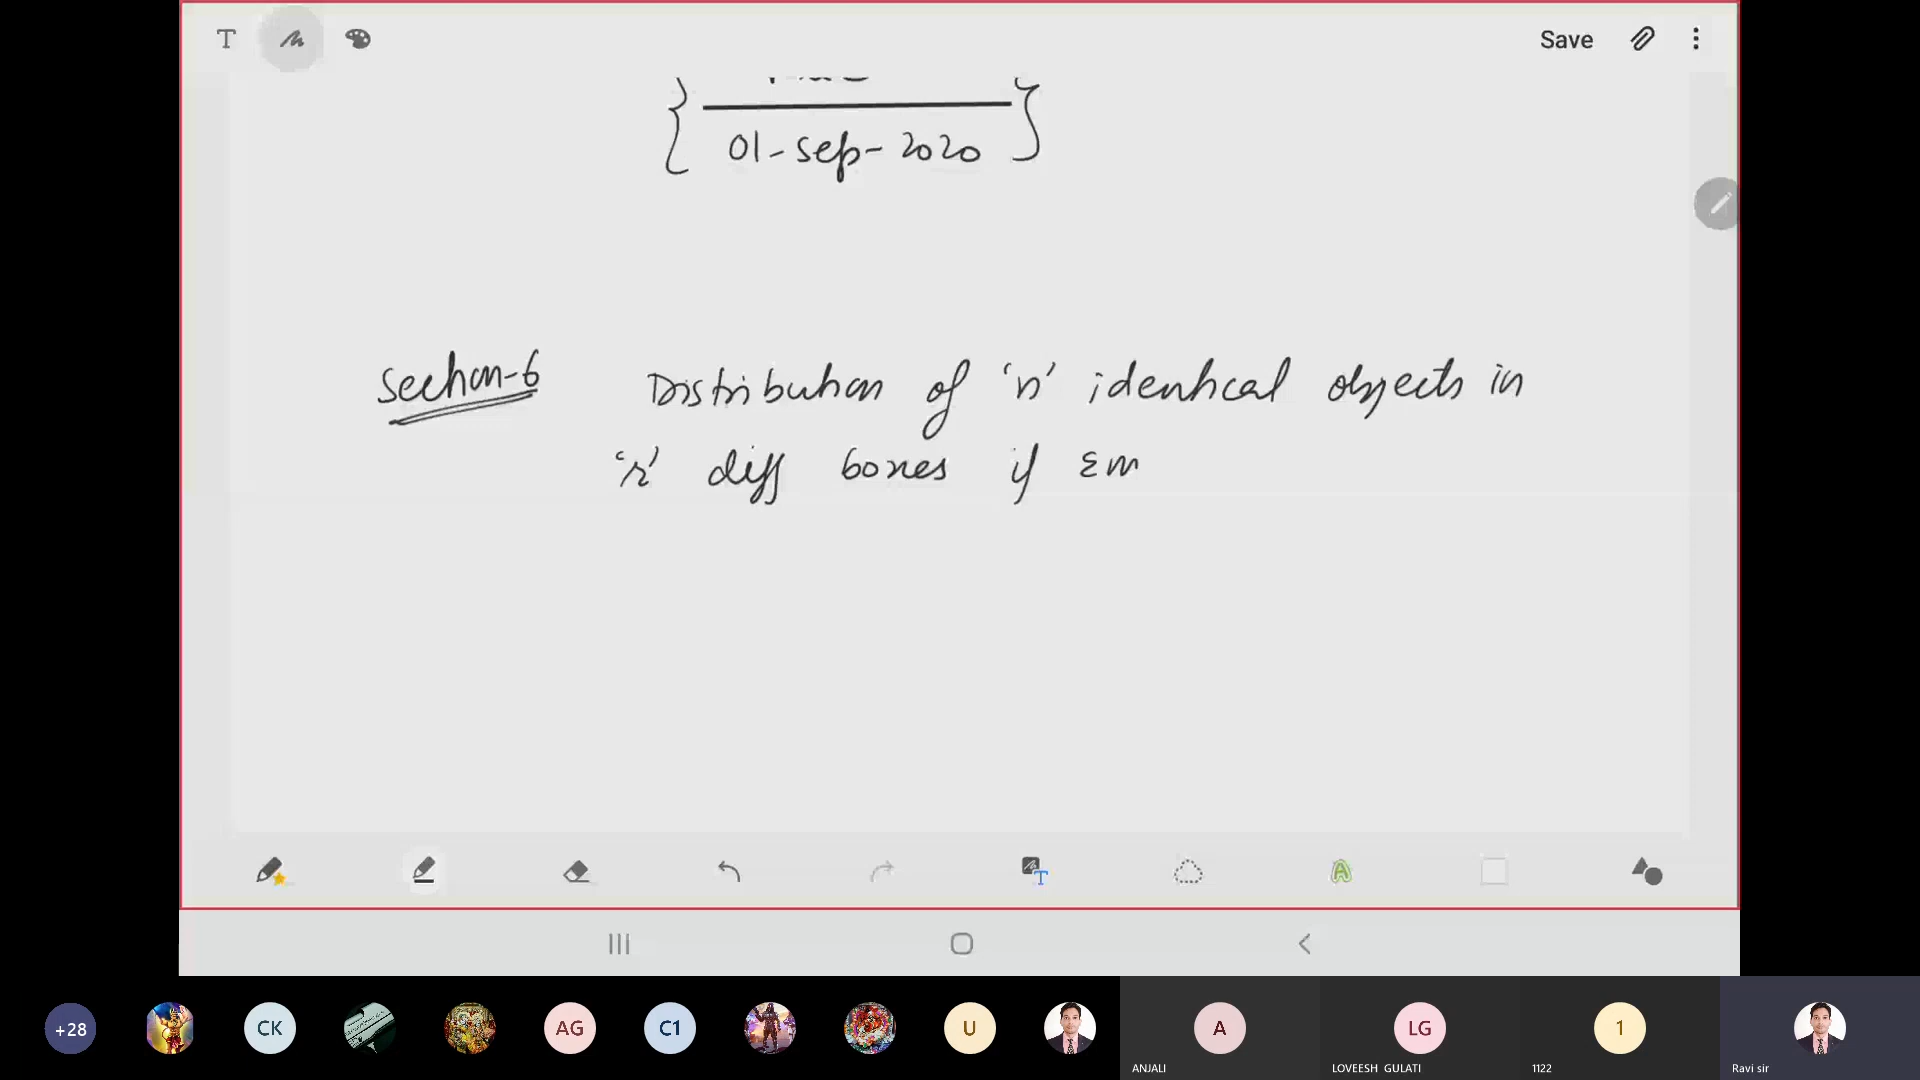 T
Save
{ 01-sep-2020 }
Section-6 Distribution of 'n' identical objects in
'r' diff boxes if Em
A
T
+28
CK
AG
C1
U
A
LG
1
ANJALI
LOVEESH GULATI
1122
Ravi sir